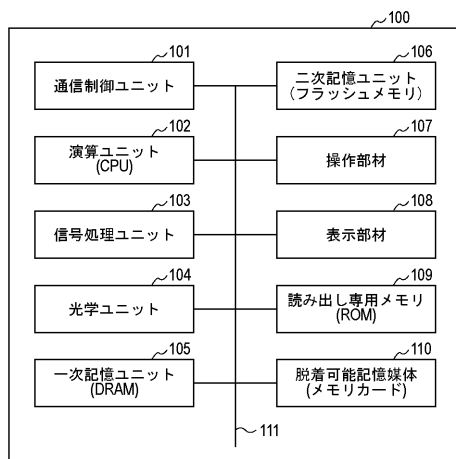 100
101
通信制御ユニット
106
二次記憶ユニット
(フラッシュメモリ)
102
演算ユニット
(CPU)
107
操作部材
103
信号処理ユニット
108
表示部材
104
光学ユニット
109
読み出し専用メモリ
(ROM)
105
一次記憶ユニット
(DRAM)
110
脱着可能記憶媒体
(メモリカード)
111